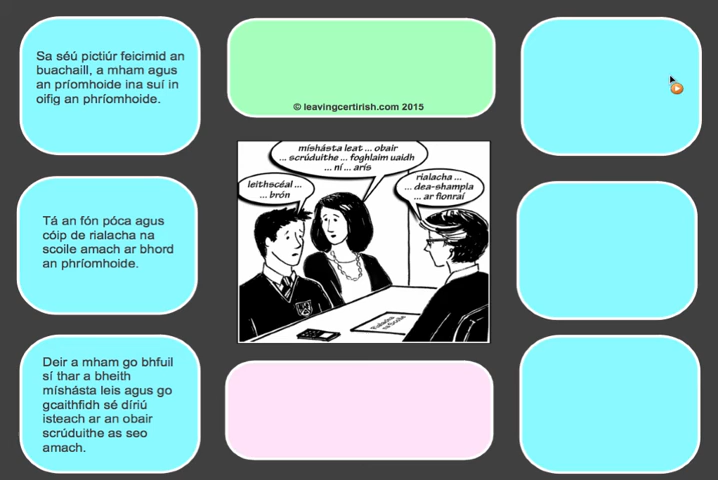 Sa séú pictiúr feicimid an
buachaill, a mham agus
an príomhoide ina suí in
oifig an phríomhoide.
Tá an fón póca agus
cóip de rialacha na
scoile amach ar bhord
an phríomhoide.
Deir a mham go bhfuil
sí thar a bheith
míshásta leis agus go
gcaithfidh sé díriú
isteach ar an obair
scrúduithe as seo
amach.
© leavingcertirish.com 2015
míshásta leat ... obair
... scrúduithe ... foghlaim uaidh
... ní ... arís
leithscéal ...
... brón
rialacha ...
... dea-shampla
... ar fionraí
Rialacha
na Scoile